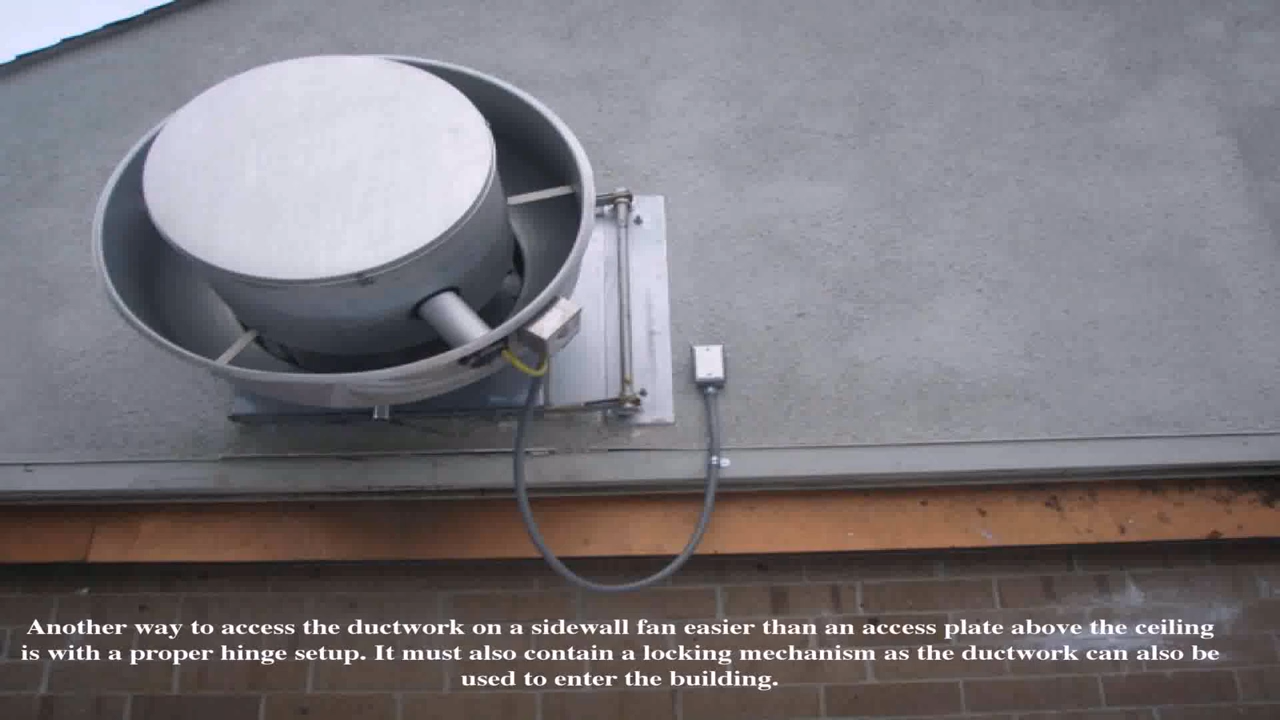 Another way to access the ductwork on a sidewall fan easier than an access plate above the ceiling
is with a proper hinge setup. It must also contain a locking mechanism as the ductwork can also be
used to enter the building.